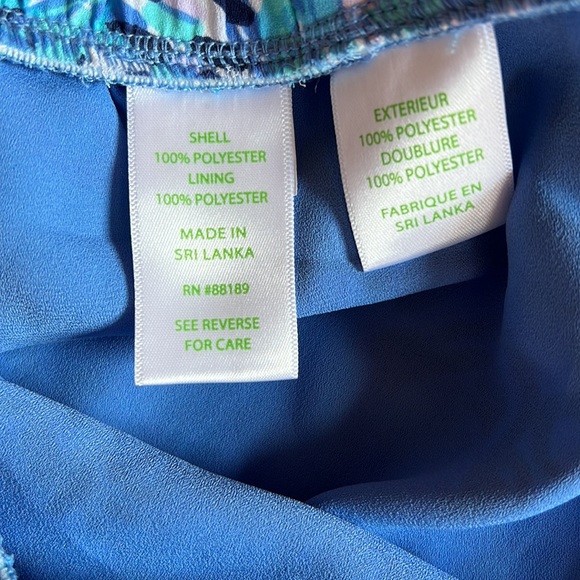 SHELL
100% POLYESTER
LINING
100% POLYESTER
MADE IN
SRI LANKA
RN #88189
SEE REVERSE
FOR CARE
EXTERIEUR
100% POLYESTER
DOUBLURE
100% POLYESTER
FABRIQUE EN
SRI LANKA